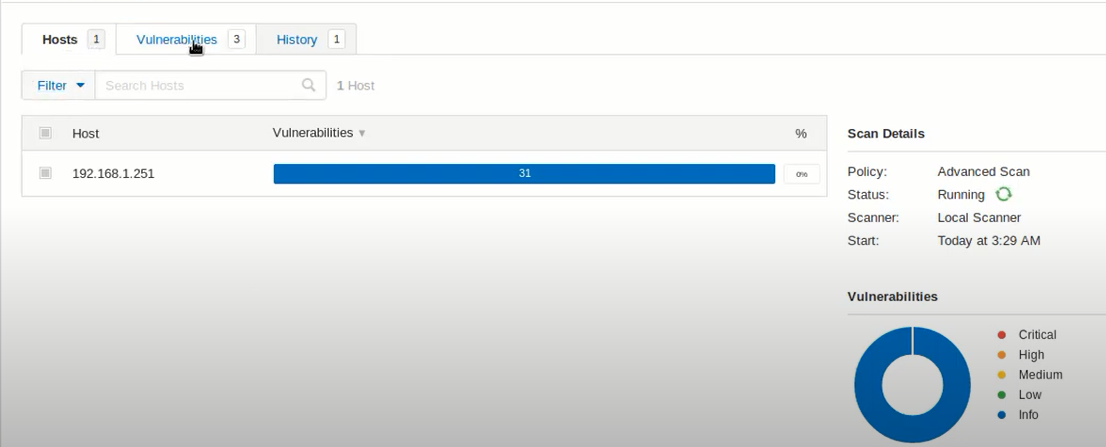 Hosts 1 Vulnerabilities 3 History 1
Filter Search Hosts 1 Host
Host Vulnerabilities %
192.168.1.251 31 0%
Scan Details
Policy: Advanced Scan
Status: Running
Scanner: Local Scanner
Start: Today at 3:29 AM
Vulnerabilities
Critical
High
Medium
Low
Info